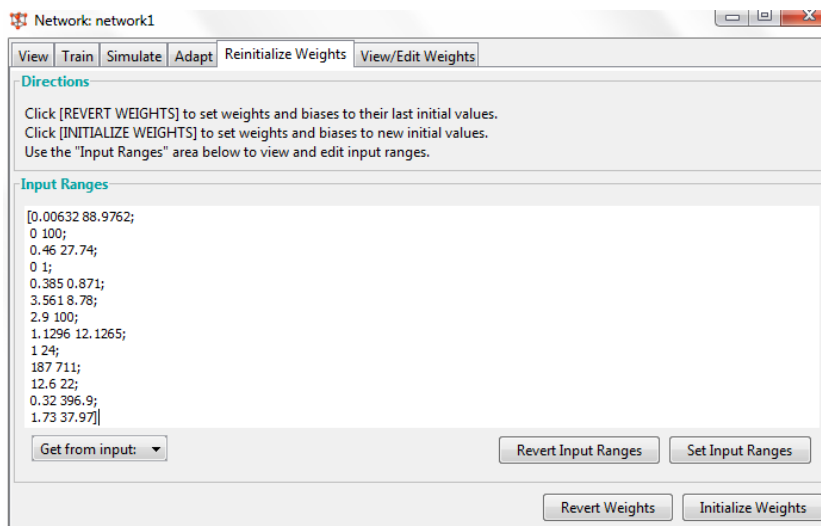 Network: network1
View Train Simulate Adapt Reinitialize Weights View/Edit Weights
Directions
Click [REVERT WEIGHTS] to set weights and biases to their last initial values.
Click [INITIALIZE WEIGHTS] to set weights and biases to new initial values.
Use the "Input Ranges" area below to view and edit input ranges.
Input Ranges
[0.00632 88.9762;
0 100;
0.46 27.74;
0 1;
0.385 0.871;
3.561 8.78;
2.9 100;
1.1296 12.1265;
1 24;
187 711;
12.6 22;
0.32 396.9;
1.73 37.97]
Get from input: Revert Input Ranges Set Input Ranges
Revert Weights Initialize Weights